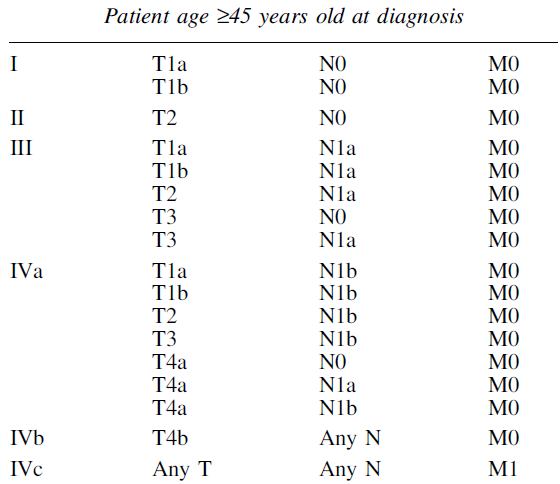 Patient age ≥45 years old at diagnosis
I T1a N0 M0
T1b N0 M0
II T2 N0 M0
III T1a N1a M0
T1b N1a M0
T2 N1a M0
T3 N0 M0
T3 N1a M0
IVa T1a N1b M0
T1b N1b M0
T2 N1b M0
T3 N1b M0
T4a N0 M0
T4a N1a M0
T4a N1b M0
IVb T4b Any N M0
IVc Any T Any N M1